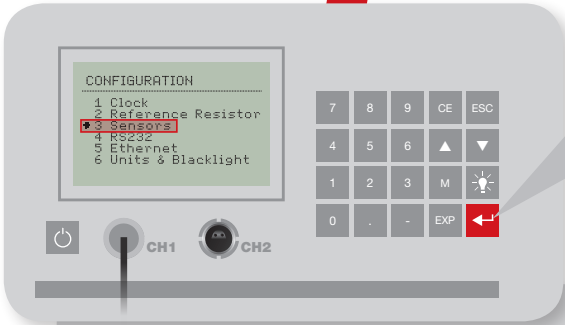 CONFIGURATION
1 Clock
2 Reference Resistor
3 Sensors
4 RS232
5 Ethernet
6 Units & Blacklight
7 8 9 CE ESC
4 5 6
1 2 3 M
0 . - EXP
CH1 CH2